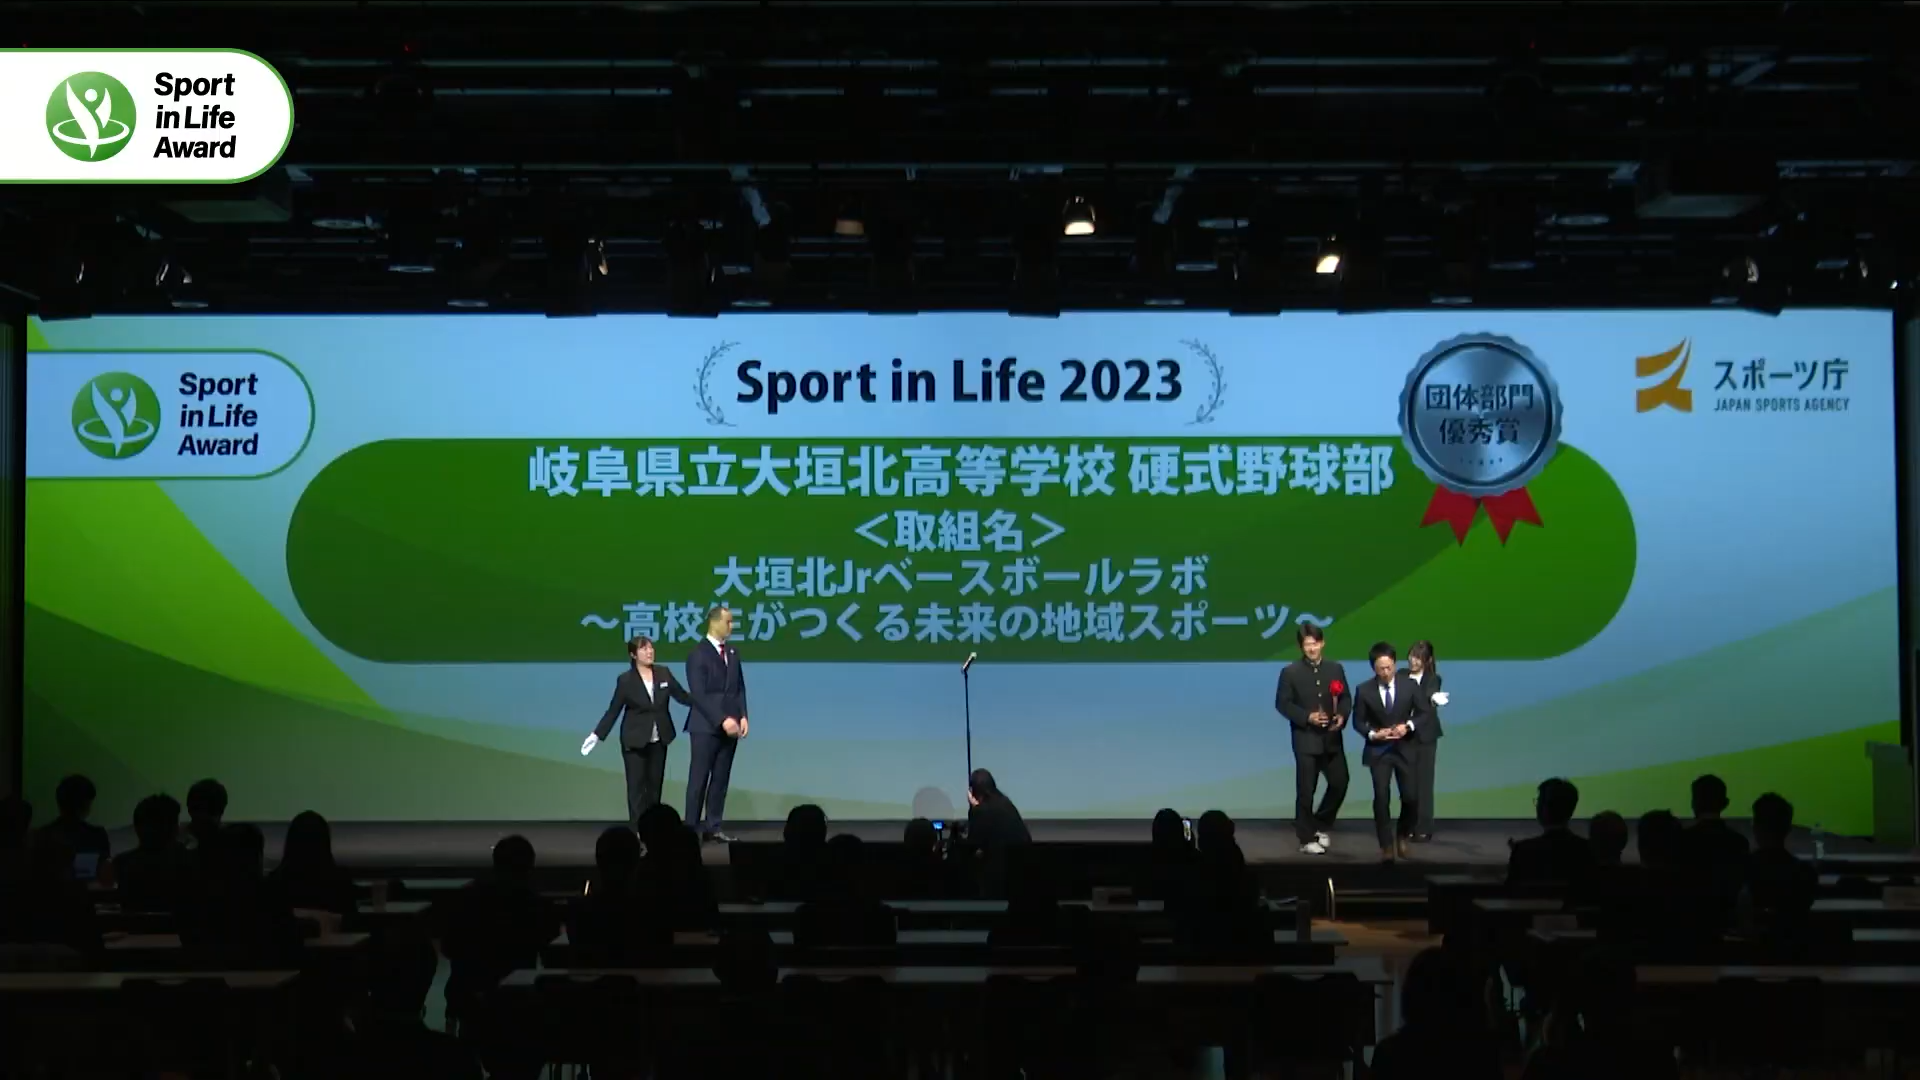 Sport
in Life
Award
Sport in Life 2023
団体部門
優秀賞
スポーツ庁
JAPAN SPORTS AGENCY
Sport
in Life
Award
岐阜県立大垣北高等学校 硬式野球部
＜取組名＞
大垣北Jrベースボールラボ
～高校生がつくる未来の地域スポーツ～